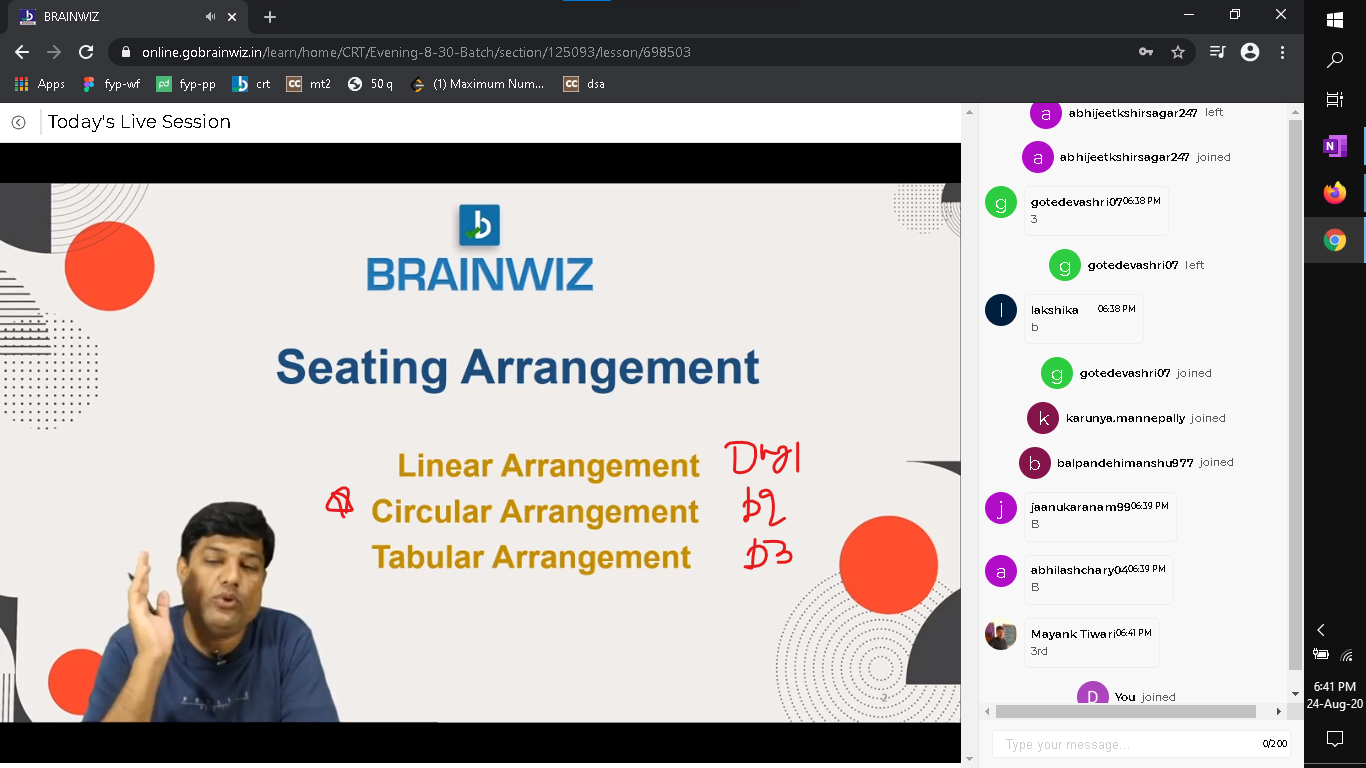 BRAINWIZ
online.gobrainwiz.in/learn/home/CRT/Evening-8-30-Batch/section/125093/lesson/698503
Apps fyp-wf fyp-pp crt mt2 50 q (1) Maximum Num... dsa
Today's Live Session
BRAINWIZ
Seating Arrangement
Linear Arrangement Day1
Circular Arrangement D2
Tabular Arrangement D3
2
a abhijeetkshirsagar247 left
a abhijeetkshirsagar247 joined
g gotedevashri07 06:38 PM
3
g gotedevashri07 left
l lakshika 06:38 PM
b
g gotedevashri07 joined
k karunya.mannepally joined
b balpandehimanshu977 joined
j jaanukaranam99 06:39 PM
B
a abhilashchary04 06:39 PM
B
Mayank Tiwari 06:41 PM
3rd
D You joined
Type your message... 0/200
6:41 PM
24-Aug-20